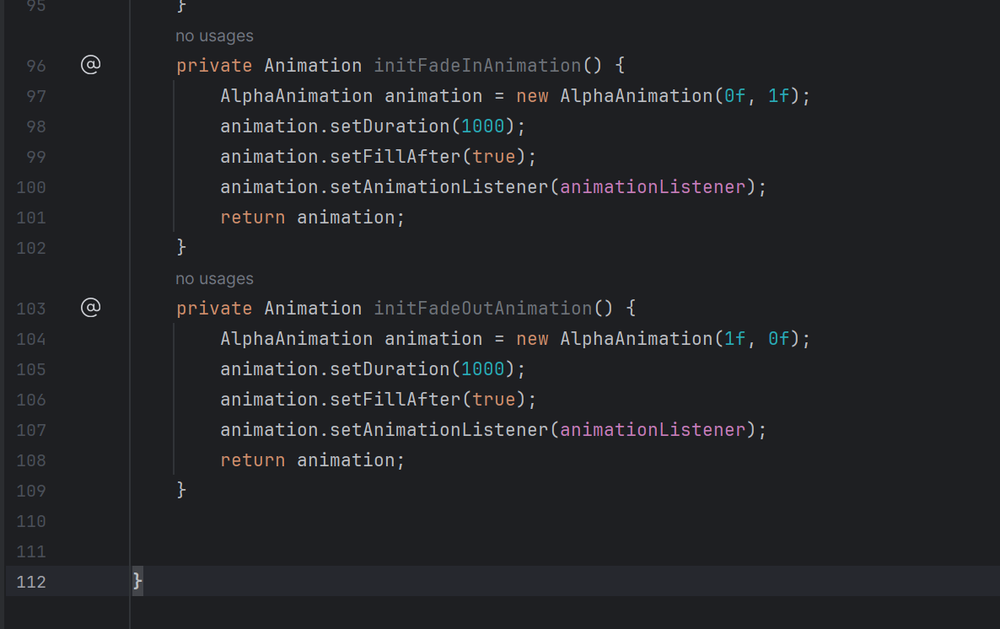 95 }
no usages
96 @ private Animation initFadeInAnimation() {
97 AlphaAnimation animation = new AlphaAnimation(0f, 1f);
98 animation.setDuration(1000);
99 animation.setFillAfter(true);
100 animation.setAnimationListener(animationListener);
101 return animation;
102 }
no usages
103 @ private Animation initFadeOutAnimation() {
104 AlphaAnimation animation = new AlphaAnimation(1f, 0f);
105 animation.setDuration(1000);
106 animation.setFillAfter(true);
107 animation.setAnimationListener(animationListener);
108 return animation;
109 }
110
111
112 }